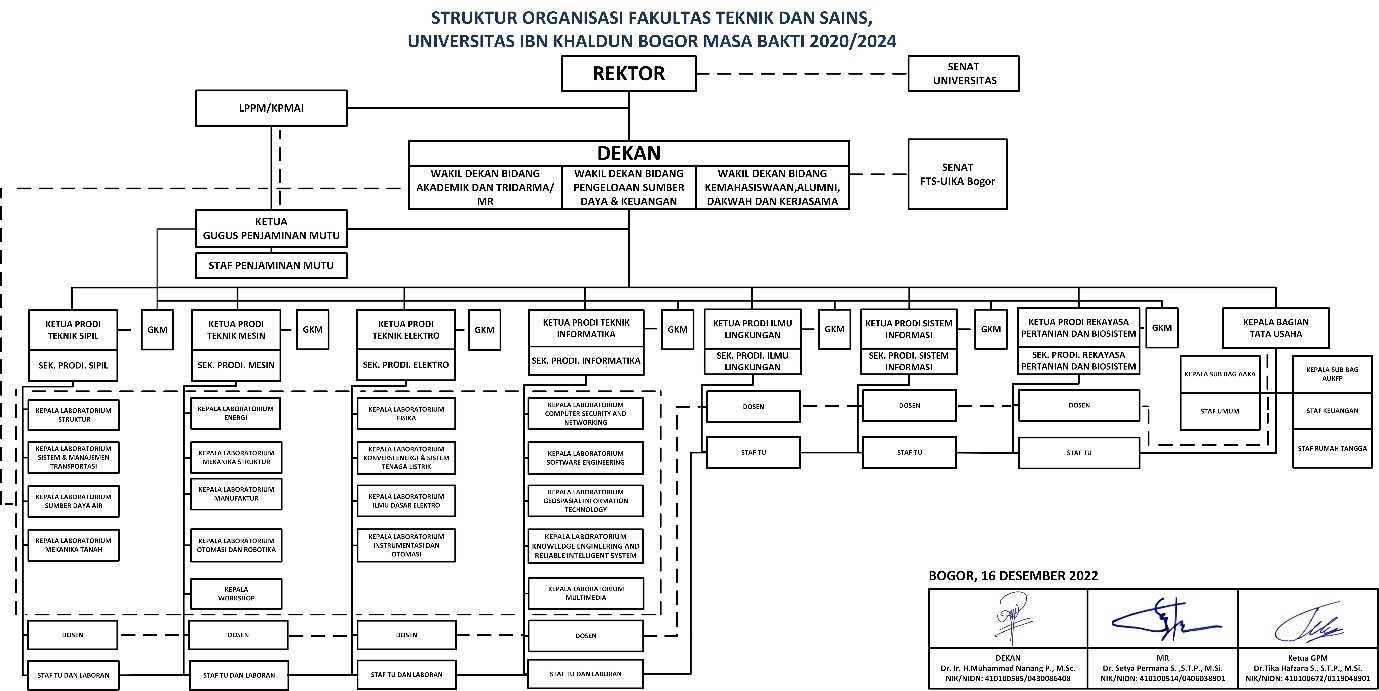 STRUKTUR ORGANISASI FAKULTAS TEKNIK DAN SAINS,
UNIVERSITAS IBN KHALDUN BOGOR MASA BAKTI 2020/2024
REKTOR
SENAT
UNIVERSITAS
LPPM/KPMAI
DEKAN
WAKIL DEKAN BIDANG
AKADEMIK DAN TRIDARMA/
MR
WAKIL DEKAN BIDANG
PENGELOAAN SUMBER
DAYA & KEUANGAN
WAKIL DEKAN BIDANG
KEMAHASISWAAN,ALUMNI,
DAKWAH DAN KERJASAMA
SENAT
FTS-UIKA Bogor
KETUA
GUGUS PENJAMINAN MUTU
STAF PENJAMINAN MUTU
KETUA PRODI
TEKNIK SIPIL
SEK. PRODI. SIPIL
GKM
KETUA PRODI
TEKNIK MESIN
SEK. PRODI. MESIN
GKM
KETUA PRODI
TEKNIK ELEKTRO
SEK. PRODI. ELEKTRO
GKM
KETUA PRODI TEKNIK
INFORMATIKA
SEK. PRODI. INFORMATIKA
GKM
KETUA PRODI ILMU
LINGKUNGAN
SEK. PRODI. ILMU
LINGKUNGAN
GKM
KETUA PRODI SISTEM
INFORMASI
SEK. PRODI. SISTEM
INFORMASI
GKM
KETUA PRODI REKAYASA
PERTANIAN DAN BIOSISTEM
SEK. PRODI. REKAYASA
PERTANIAN DAN BIOSISTEM
GKM
KEPALA BAGIAN
TATA USAHA
KEPALA SUB BAG AAKA
STAF UMUM
KEPALA SUB BAG
AUKFP
STAF KEUANGAN
STAF RUMAH TANGGA
KEPALA LABORATORIUM
STRUKTUR
KEPALA LABORATORIUM
SISTEM & MANAJEMEN
TRANSPORTASI
KEPALA LABORATORIUM
SUMBER DAYA AIR
KEPALA LABORATORIUM
MEKANIKA TANAH
DOSEN
STAF TU DAN LABORAN
KEPALA LABORATORIUM
ENERGI
KEPALA LABORATORIUM
MEKANIKA STRUKTUR
KEPALA LABORATORIUM
MANUFAKTUR
KEPALA LABORATORIUM
OTOMASI DAN ROBOTIKA
KEPALA
WORKSHOP
DOSEN
STAF TU DAN LABORAN
KEPALA LABORATORIUM
FISIKA
KEPALA LABORATORIUM
KONVERSI ENERGI & SISTEM
TENAGA LISTRIK
KEPALA LABORATORIUM
ILMU DASAR ELEKTRO
KEPALA LABORATORIUM
INSTRUMENTASI DAN
OTOMASI
DOSEN
STAF TU DAN LABORAN
KEPALA LABORATORIUM
COMPUTER SECURITY AND
NETWORKING
KEPALA LABORATORIUM
SOFTWARE ENGINEERING
KEPALA LABORATORIUM
GEOSPASIAL INFORMATION
TECHNOLOGY
KEPALA LABORATORIUM
KNOWLEDGE ENGINEERING AND
RELIABLE INTELLIGENT SYSTEM
KEPALA LABORATORIUM
MULTIMEDIA
DOSEN
STAF TU DAN LABORAN
DOSEN
STAF TU
DOSEN
STAF TU
DOSEN
STAF TU
BOGOR, 16 DESEMBER 2022
DEKAN
Dr. Ir. H.Muhammad Nanang P., M.Sc.
NIK/NIDN: 410100585/0430086408
MR
Dr. Setya Permana S. ,S.T.P., M.Si.
NIK/NIDN: 410100514/0406038901
Ketua GPM
Dr.Tika Hafzara S., S.T.P., M.Si.
NIK/NIDN: 410100672/0119048901